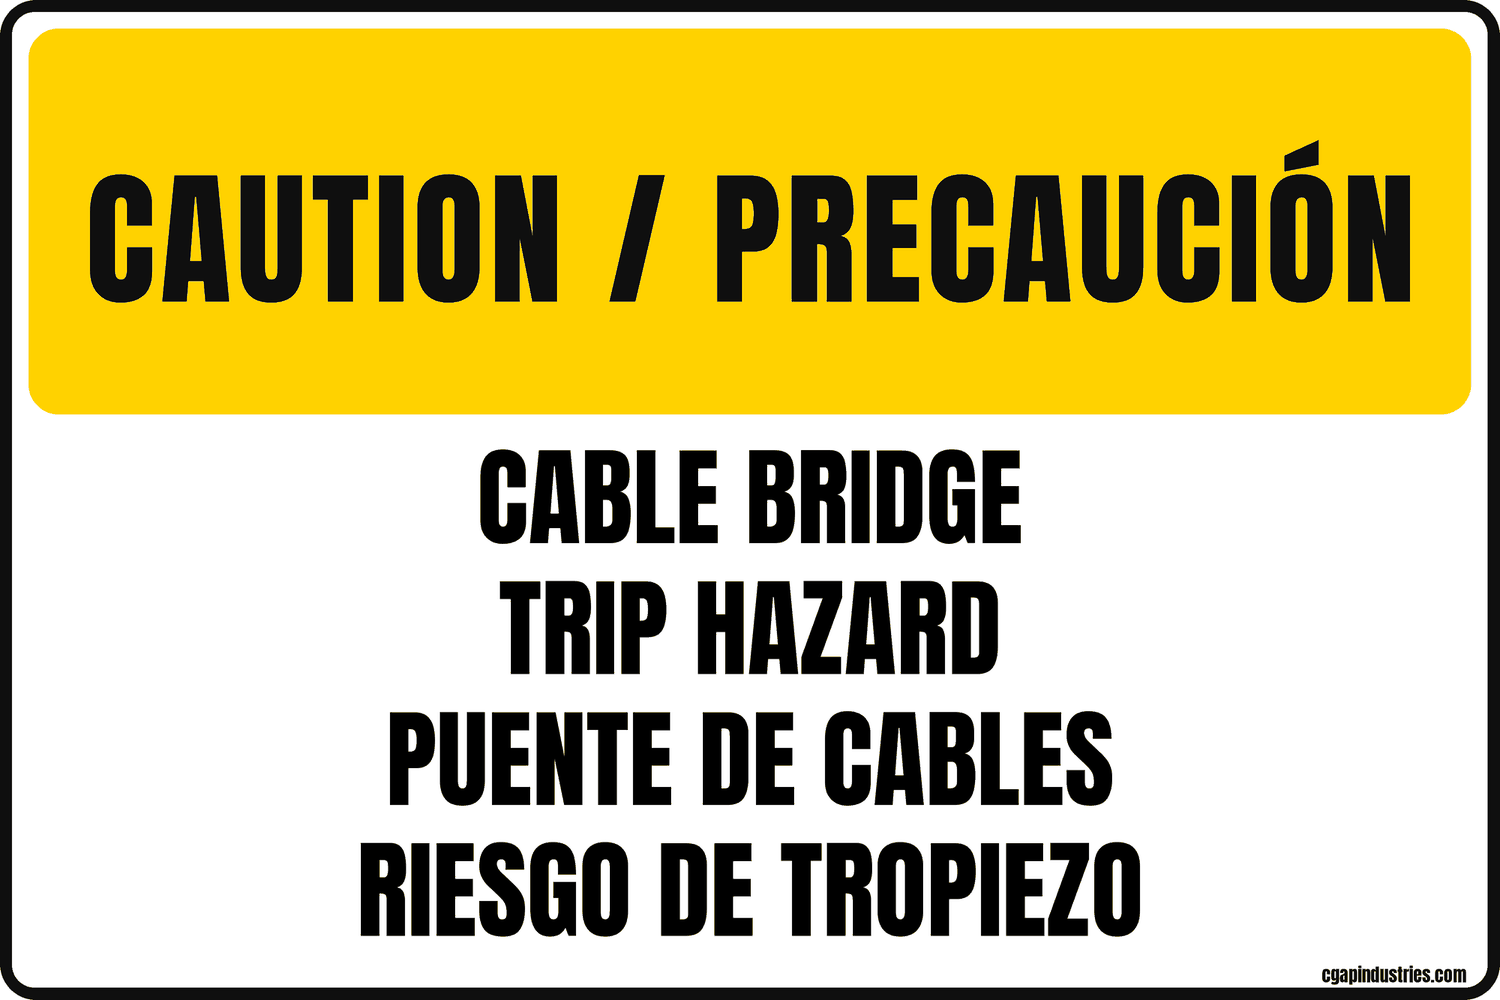 CAUTION / PRECAUCIÓN
CABLE BRIDGE
TRIP HAZARD
PUENTE DE CABLES
RIESGO DE TROPIEZO
cgapindustries.com